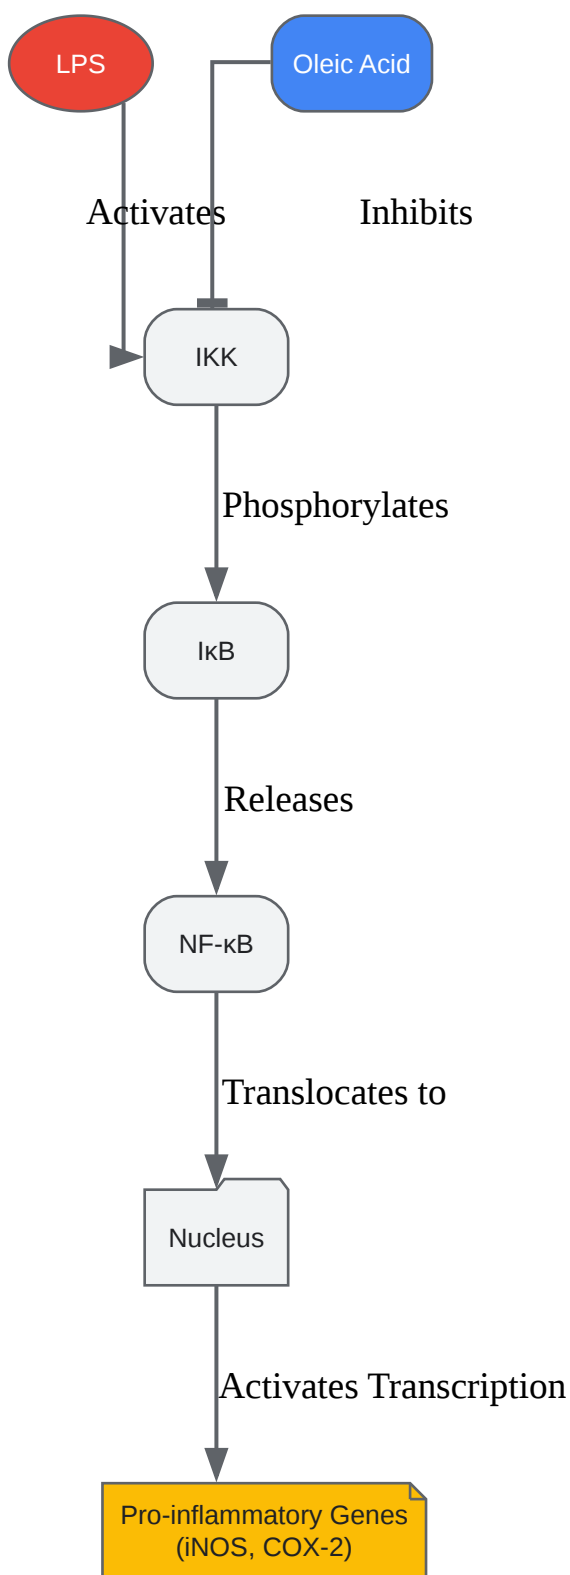 LPS
Oleic Acid
Activates
Inhibits
IKK
Phosphorylates
IκB
Releases
NF-κB
Translocates to
Nucleus
Activates Transcription
Pro-inflammatory Genes
(iNOS, COX-2)